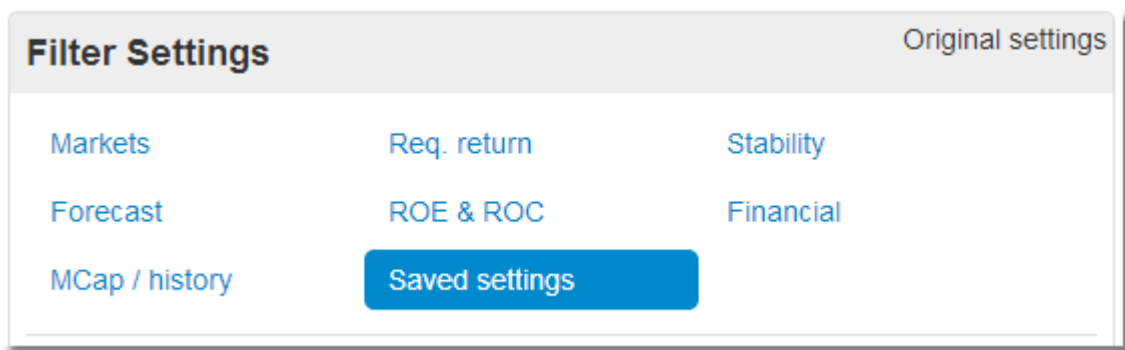 Filter Settings
Original settings
Markets Req. return Stability
Forecast ROE & ROC Financial
MCap / history Saved settings